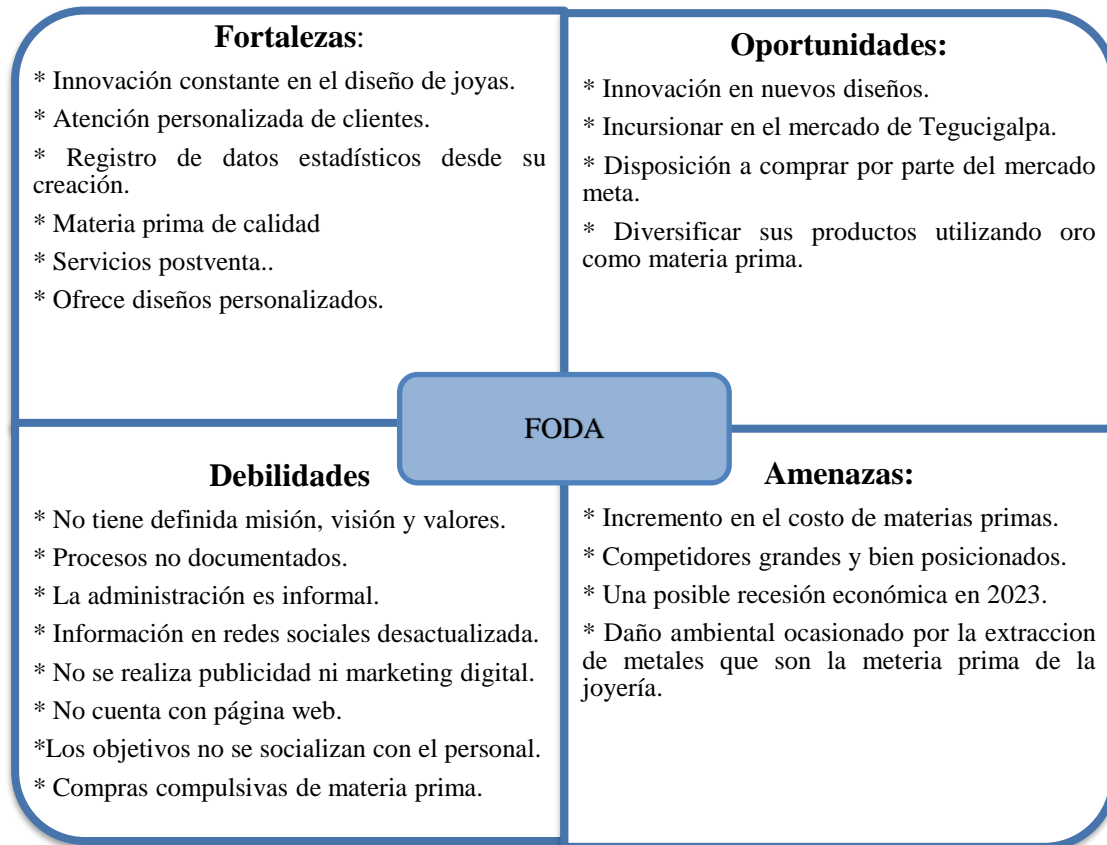 Fortalezas:
* Innovación constante en el diseño de joyas.
* Atención personalizada de clientes.
* Registro de datos estadísticos desde su
creación.
* Materia prima de calidad
* Servicios postventa..
* Ofrece diseños personalizados.
Oportunidades:
* Innovación en nuevos diseños.
* Incursionar en el mercado de Tegucigalpa.
* Disposición a comprar por parte del mercado
meta.
* Diversificar sus productos utilizando oro
como materia prima.
FODA
Debilidades
* No tiene definida misión, visión y valores.
* Procesos no documentados.
* La administración es informal.
* Información en redes sociales desactualizada.
* No se realiza publicidad ni marketing digital.
* No cuenta con página web.
*Los objetivos no se socializan con el personal.
* Compras compulsivas de materia prima.
Amenazas:
* Incremento en el costo de materias primas.
* Competidores grandes y bien posicionados.
* Una posible recesión económica en 2023.
* Daño ambiental ocasionado por la extraccion
de metales que son la meteria prima de la
joyería.